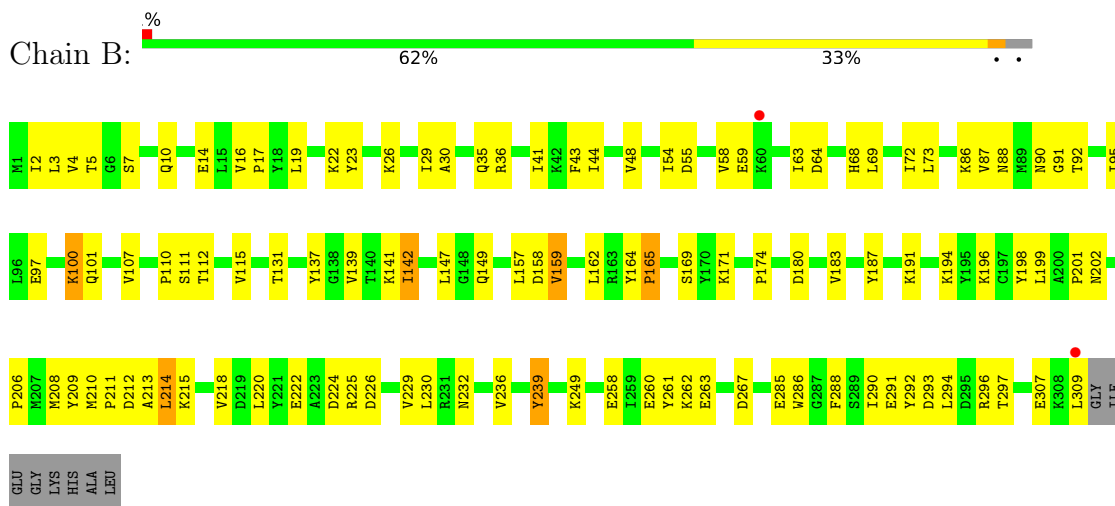 %
Chain B: 62% 33% • •
M1 I2 L3 V4 T5 G6 S7 Q10 E14 L15 V16 P17 Y18 L19 K22 Y23 K26 I29 A30 Q35 R36 I41 K42 F43 I44 V48 I54 D55 V58 E59 K60 I63 D64 H68 L69 I72 L73 K86 V87 N88 M89 N90 G91 T92 I95
L96 E97 K100 Q101 V107 P110 S111 T112 V115 T131 Y137 G138 V139 T140 K141 I142 L147 G148 Q149 L157 D158 V159 L162 R163 Y164 P165 S169 Y170 K171 P174 D180 V183 Y187 K191 K194 Y195 K196 C197 Y198 L199 A200 P201 N202
P206 M207 M208 Y209 M210 P211 D212 A213 L214 K215 V218 D219 L220 Y221 E222 A223 D224 R225 D226 V229 L230 R231 N232 V236 Y239 K249 E258 I259 E260 Y261 K262 E263 D267 E285 W286 G287 F288 S289 I290 E291 Y292 D293 L294 D295 R296 T297 E307 K308 L309 GLY ILE
GLU GLY LYS HIS ALA LEU